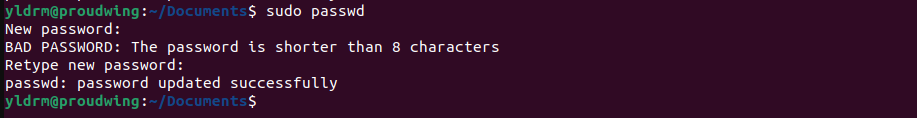 yldrm@proudwing:~/Documents$ sudo passwd
New password:
BAD PASSWORD: The password is shorter than 8 characters
Retype new password:
passwd: password updated successfully
yldrm@proudwing:~/Documents$